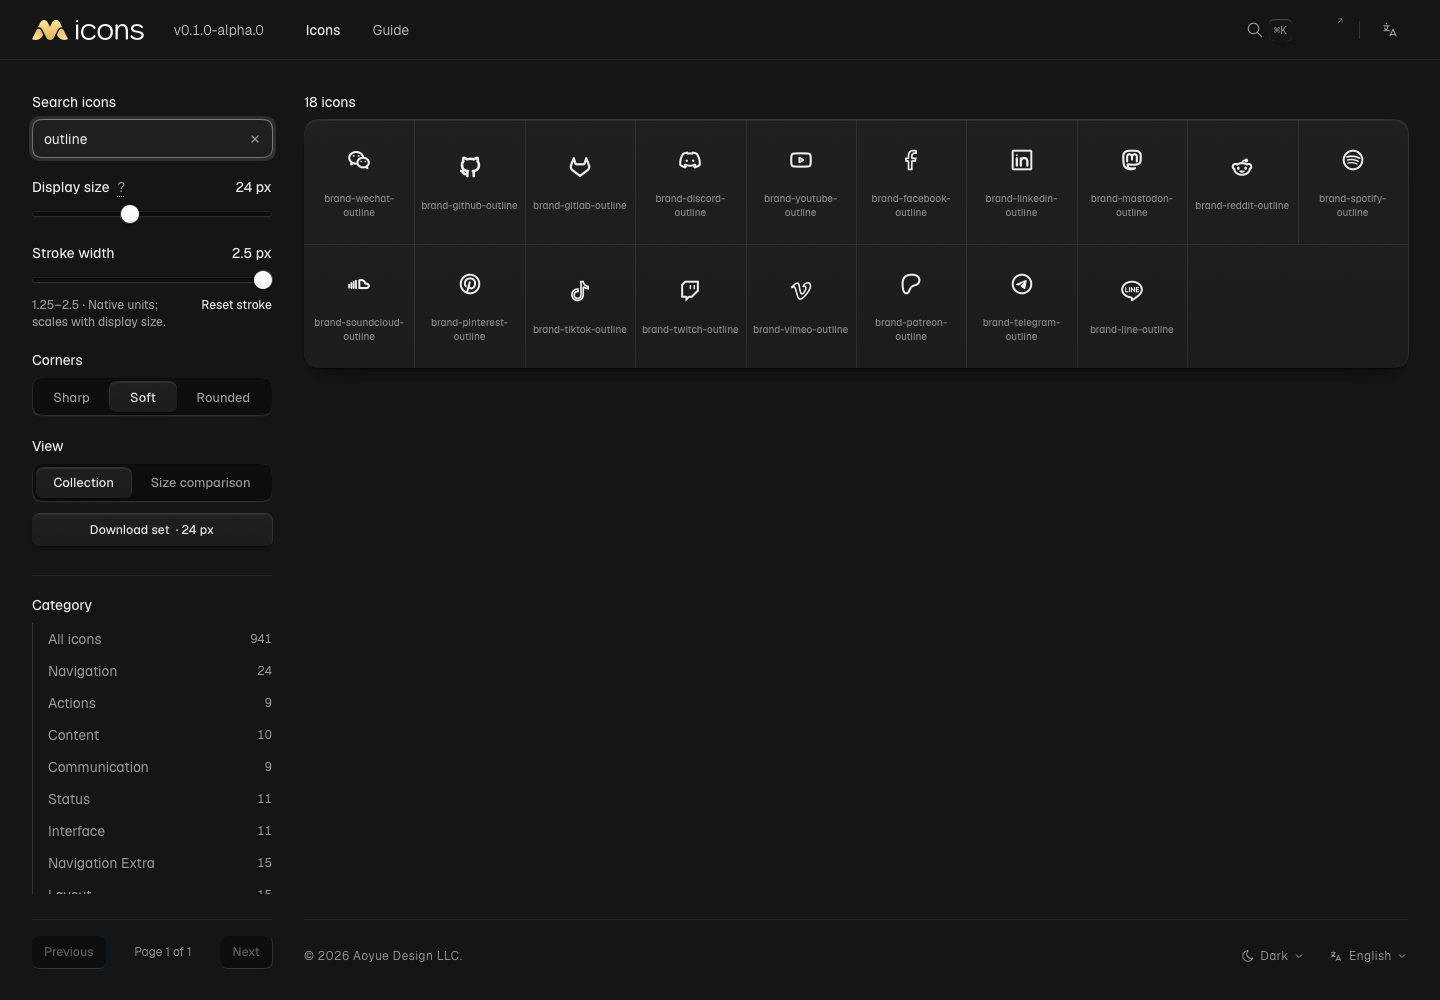 icons
v0.1.0-alpha.0
Icons
Guide
⌘K
Search icons
outline
Display size ?
24 px
Stroke width
2.5 px
1.25–2.5 · Native units;
scales with display size.
Reset stroke
Corners
Sharp
Soft
Rounded
View
Collection
Size comparison
Download set · 24 px
Category
All icons 941
Navigation 24
Actions 9
Content 10
Communication 9
Status 11
Interface 11
Navigation Extra 15
Layout 15
Previous
Page 1 of 1
Next
18 icons
brand-wechat-
outline
brand-github-outline
brand-gitlab-outline
brand-discord-
outline
brand-youtube-
outline
brand-facebook-
outline
brand-linkedin-
outline
brand-mastodon-
outline
brand-reddit-outline
brand-spotify-
outline
brand-soundcloud-
outline
brand-pinterest-
outline
brand-tiktok-outline
brand-twitch-outline
brand-vimeo-outline
brand-patreon-
outline
brand-telegram-
outline
LINE
brand-line-outline
© 2026 Aoyue Design LLC.
Dark
English